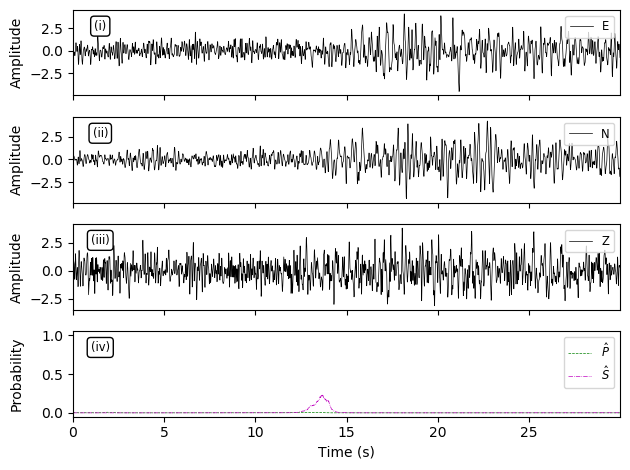 (i)
E
Amplitude
2.5
0.0
−2.5
(ii)
N
Amplitude
2.5
0.0
−2.5
(iii)
Z
Amplitude
2.5
0.0
−2.5
(iv)
P̂
Ŝ
Probability
1.0
0.5
0.0
0 5 10 15 20 25
Time (s)